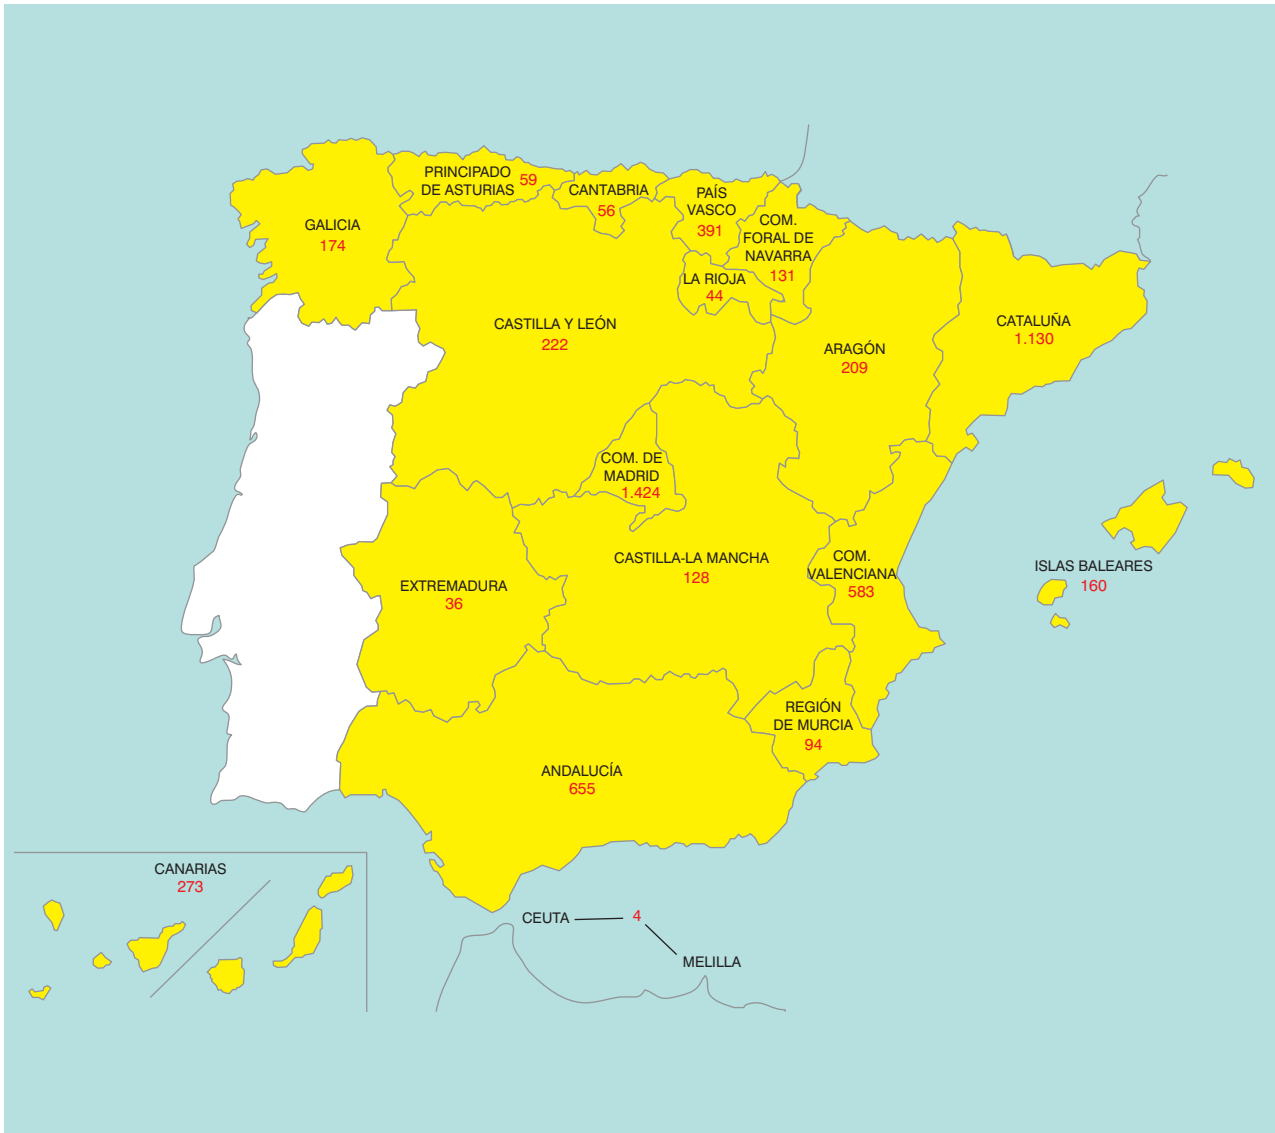 PRINCIPADO
DE ASTURIAS 59
CANTABRIA
56
PAÍS
VASCO
391
GALICIA
174
COM.
FORAL DE
NAVARRA
131
LA RIOJA
44
CASTILLA Y LEÓN
222
ARAGÓN
209
CATALUÑA
1.130
COM. DE
MADRID
1.424
CASTILLA-LA MANCHA
128
COM.
VALENCIANA
583
ISLAS BALEARES
160
EXTREMADURA
36
REGIÓN
DE MURCIA
94
ANDALUCÍA
655
CANARIAS
273
CEUTA 4
MELILLA